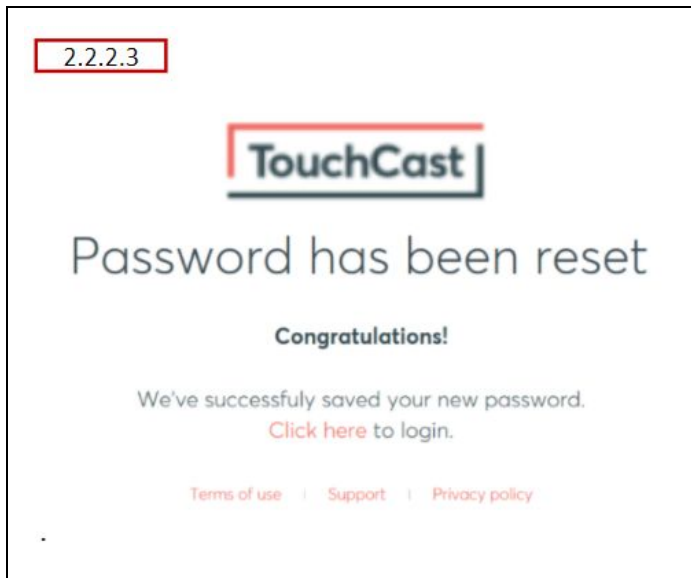 2.2.2.3
TouchCast
Password has been reset
Congratulations!
We've successfuly saved your new password.
Click here to login.
Terms of use | Support | Privacy policy
.